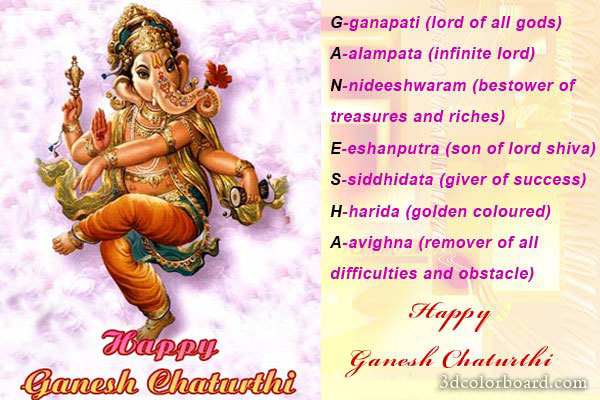 G-ganapati (lord of all gods)
A-alampata (infinite lord)
N-nideeshwaram (bestower of
treasures and riches)
E-eshanputra (son of lord shiva)
S-siddhidata (giver of success)
H-harida (golden coloured)
A-avighna (remover of all
difficulties and obstacle)
Happy
Ganesh Chaturthi
Happy
Ganesh Chaturthi
3dcolorboard.com